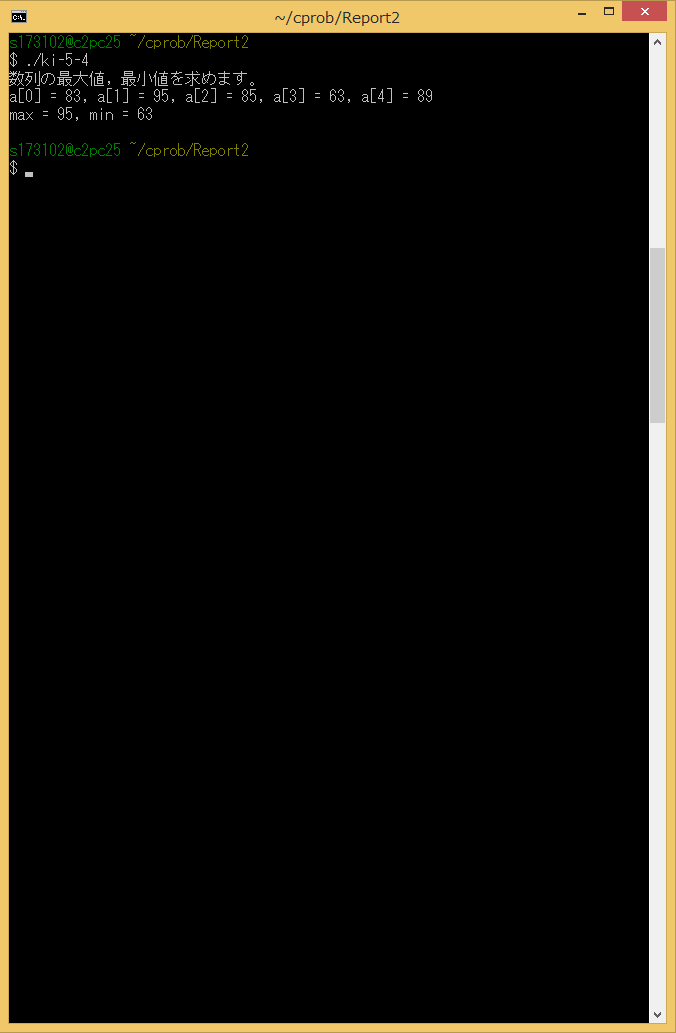 ~/cprob/Report2
s173102@c2pc25 ~/cprob/Report2
$ ./ki-5-4
数列の最大値，最小値を求めます。
a[0] = 83, a[1] = 95, a[2] = 85, a[3] = 63, a[4] = 89
max = 95, min = 63
s173102@c2pc25 ~/cprob/Report2
$